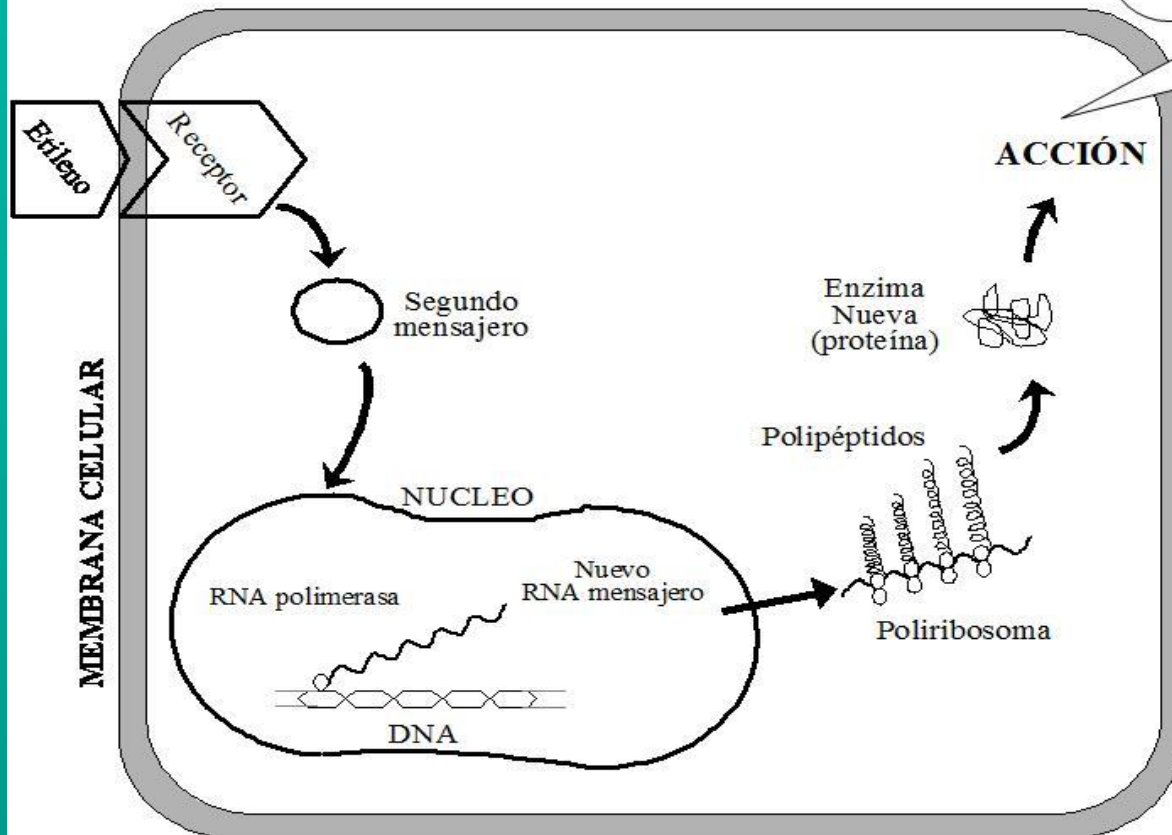 Etileno
Receptor
ACCIÓN
Segundo
mensajero
Enzima
Nueva
(proteína)
MEMBRANA CELULAR
Polipéptidos
NUCLEO
RNA polimerasa
Nuevo
RNA mensajero
Poliribosoma
DNA